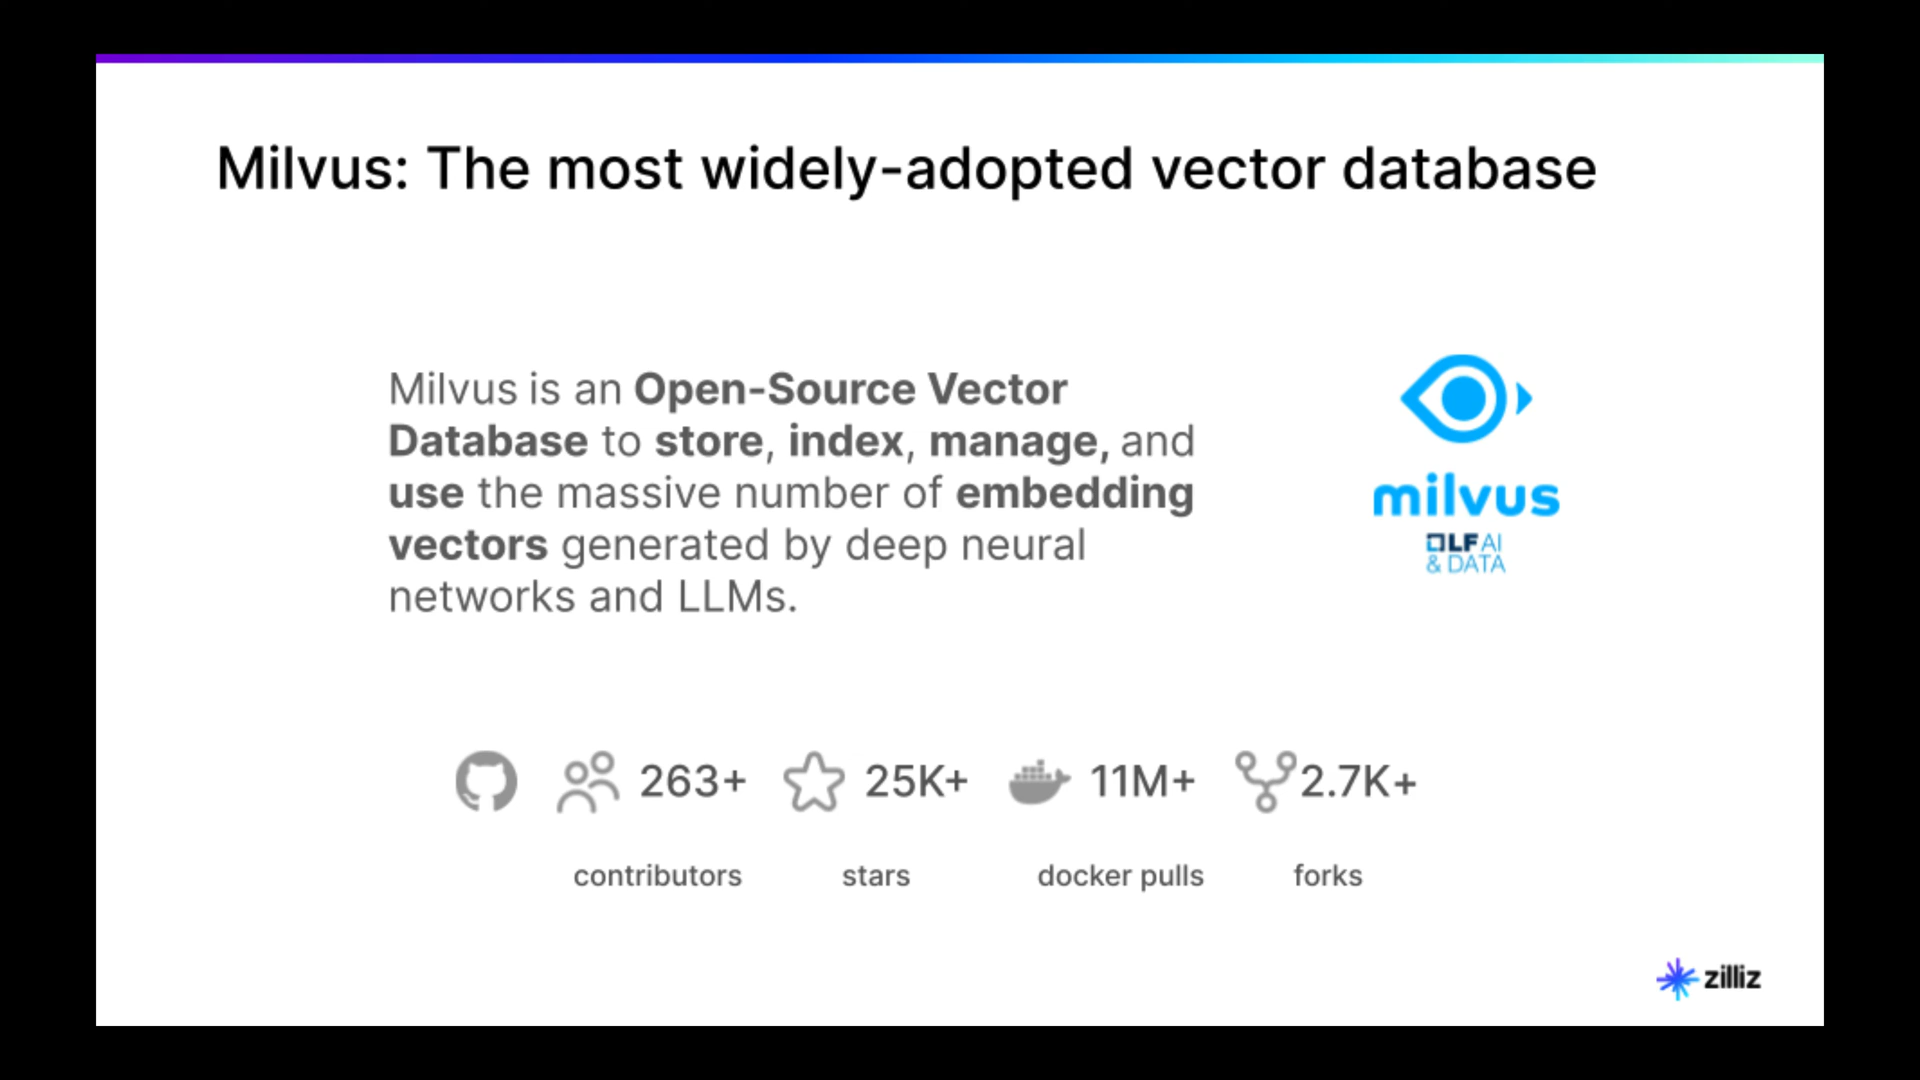 Milvus: The most widely-adopted vector database
Milvus is an Open-Source Vector
Database to store, index, manage, and
use the massive number of embedding
vectors generated by deep neural
networks and LLMs.
milvus
LF AI
& DATA
263+ 25K+ 11M+ 2.7K+
contributors stars docker pulls forks
zilliz